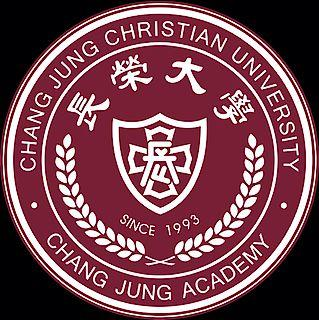 CHANG JUNG CHRISTIAN UNIVERSITY
長榮大學
SINCE 1993
· CHANG JUNG ACADEMY ·